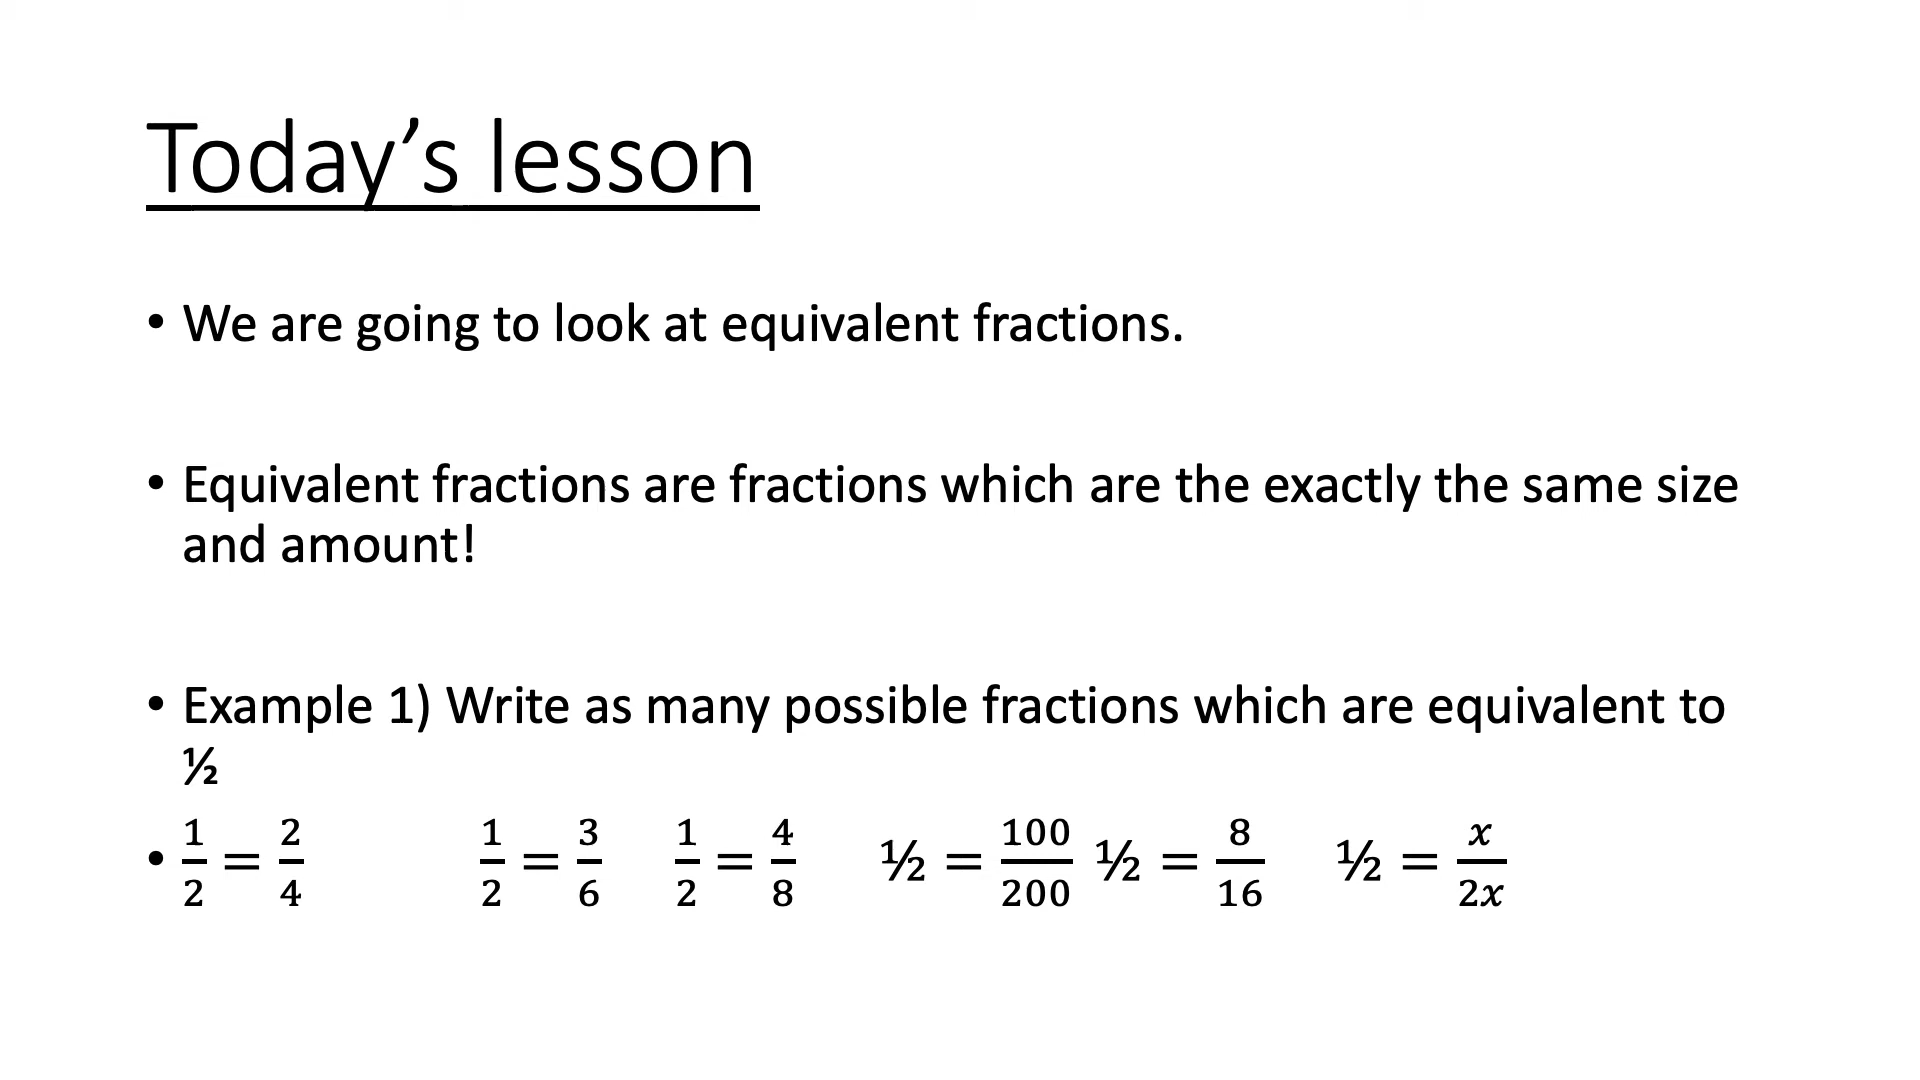 Today’s lesson
• We are going to look at equivalent fractions.
• Equivalent fractions are fractions which are the exactly the same size
and amount!
• Example 1) Write as many possible fractions which are equivalent to
½
• 1/2 = 2/4 1/2 = 3/6 1/2 = 4/8 ½ = 100/200 ½ = 8/16 ½ = x/2x